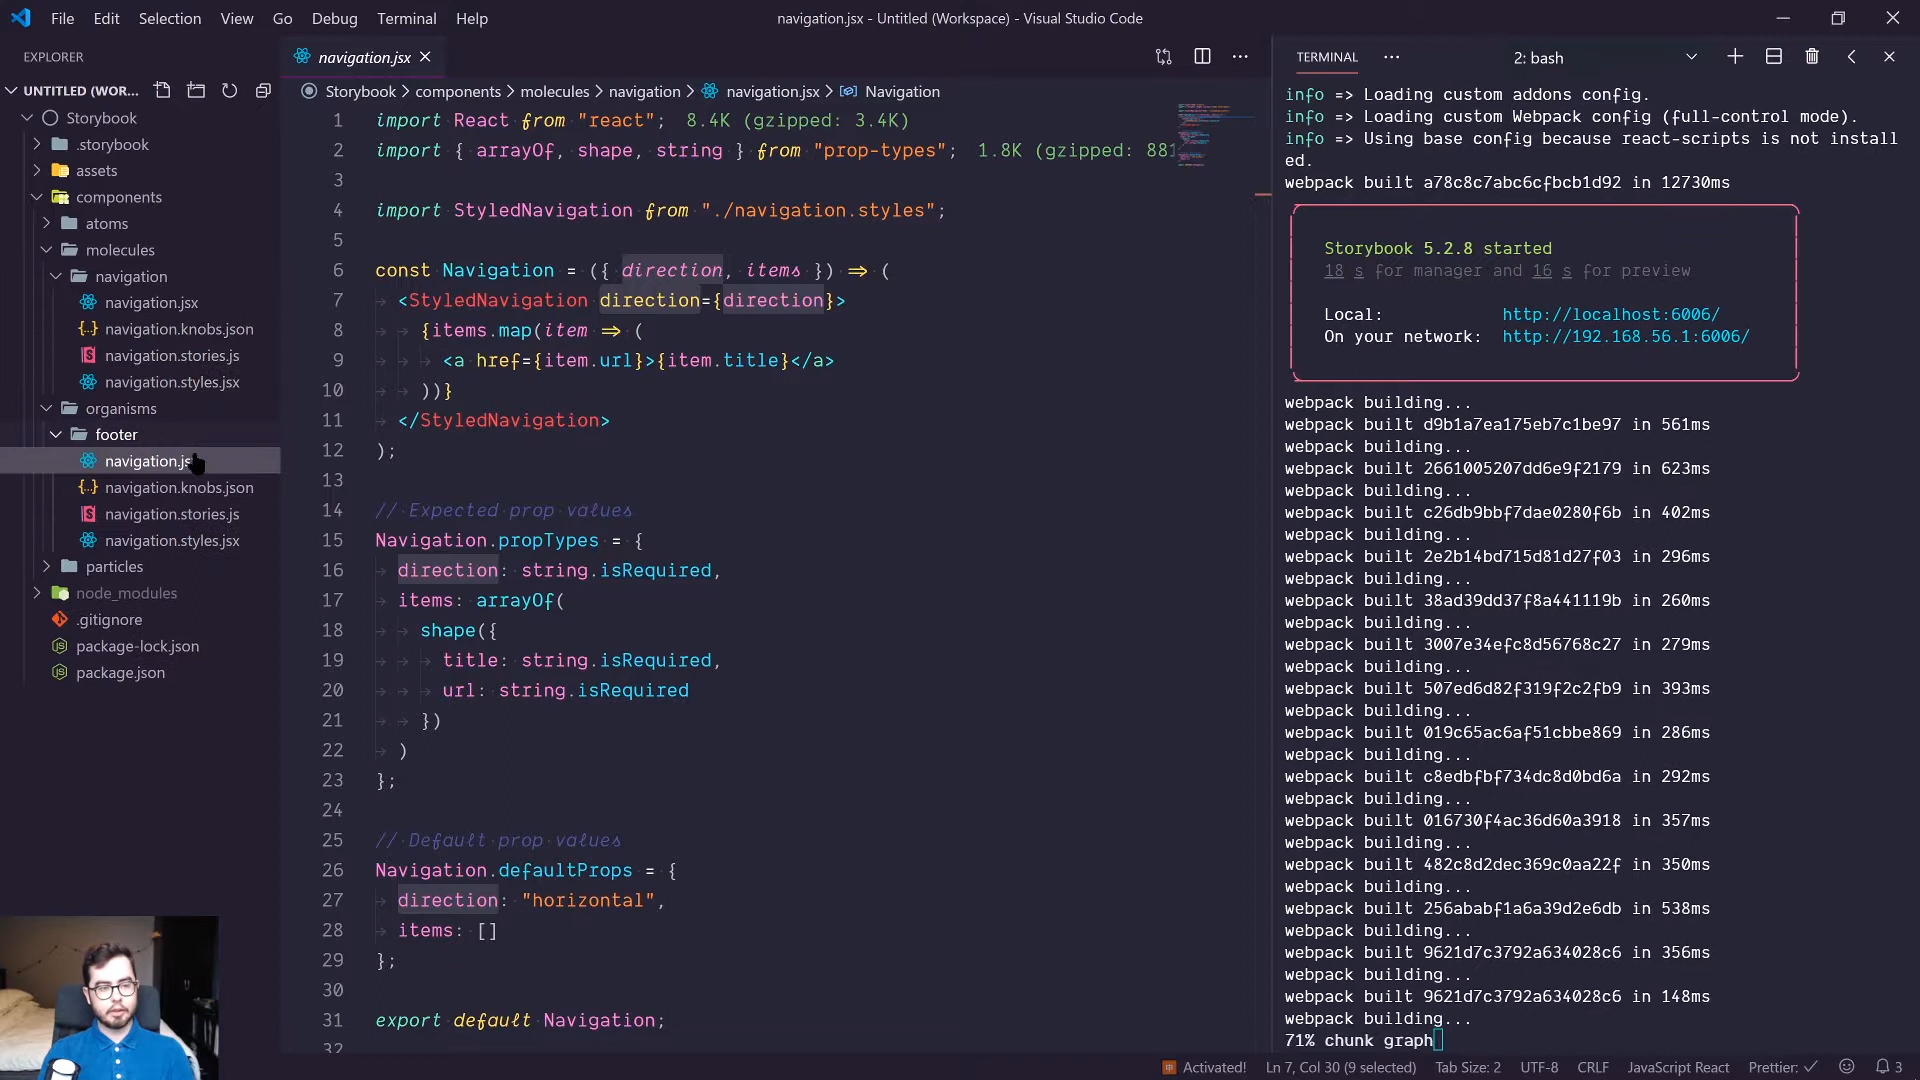 File Edit Selection View Go Debug Terminal Help
navigation.jsx - Untitled (Workspace) - Visual Studio Code
EXPLORER
UNTITLED (WOR...
Storybook
.storybook
assets
components
atoms
molecules
navigation
navigation.jsx
navigation.knobs.json
navigation.stories.js
navigation.styles.jsx
organisms
footer
navigation.js
navigation.knobs.json
navigation.stories.js
navigation.styles.jsx
particles
node_modules
.gitignore
package-lock.json
package.json
navigation.jsx
Storybook > components > molecules > navigation > navigation.jsx > Navigation
1 import React from "react"; 8.4K (gzipped: 3.4K)
2 import { arrayOf, shape, string } from "prop-types"; 1.8K (gzipped: 881
3
4 import StyledNavigation from "./navigation.styles";
5
6 const Navigation = ({ direction, items }) => (
7 <StyledNavigation direction={direction}>
8 {items.map(item => (
9 <a href={item.url}>{item.title}</a>
10 ))}
11 </StyledNavigation>
12 );
13
14 // Expected prop values
15 Navigation.propTypes = {
16 direction: string.isRequired,
17 items: arrayOf(
18 shape({
19 title: string.isRequired,
20 url: string.isRequired
21 })
22 )
23 };
24
25 // Default prop values
26 Navigation.defaultProps = {
27 direction: "horizontal",
28 items: []
29 };
30
31 export default Navigation;
32
TERMINAL
2: bash
info => Loading custom addons config.
info => Loading custom Webpack config (full-control mode).
info => Using base config because react-scripts is not install
ed.
webpack built a78c8c7abc6cfbcb1d92 in 12730ms
Storybook 5.2.8 started
18 s for manager and 16 s for preview
Local: http://localhost:6006/
On your network: http://192.168.56.1:6006/
webpack building...
webpack built d9b1a7ea175eb7c1be97 in 561ms
webpack building...
webpack built 2661005207dd6e9f2179 in 623ms
webpack building...
webpack built c26db9bbf7dae0280f6b in 402ms
webpack building...
webpack built 2e2b14bd715d81d27f03 in 296ms
webpack building...
webpack built 38ad39dd37f8a441119b in 260ms
webpack building...
webpack built 3007e34efc8d56768c27 in 279ms
webpack building...
webpack built 507ed6d82f319f2c2fb9 in 393ms
webpack building...
webpack built 019c65ac6af51cbbe869 in 286ms
webpack building...
webpack built c8edbfbf734dc8d0bd6a in 292ms
webpack building...
webpack built 016730f4ac36d60a3918 in 357ms
webpack building...
webpack built 482c8d2dec369c0aa22f in 350ms
webpack building...
webpack built 256ababf1a6a39d2e6db in 538ms
webpack building...
webpack built 9621d7c3792a634028c6 in 356ms
webpack building...
webpack built 9621d7c3792a634028c6 in 148ms
webpack building...
71% chunk graph
Activated! Ln 7, Col 30 (9 selected) Tab Size: 2 UTF-8 CRLF JavaScript React Prettier: ✓ 3